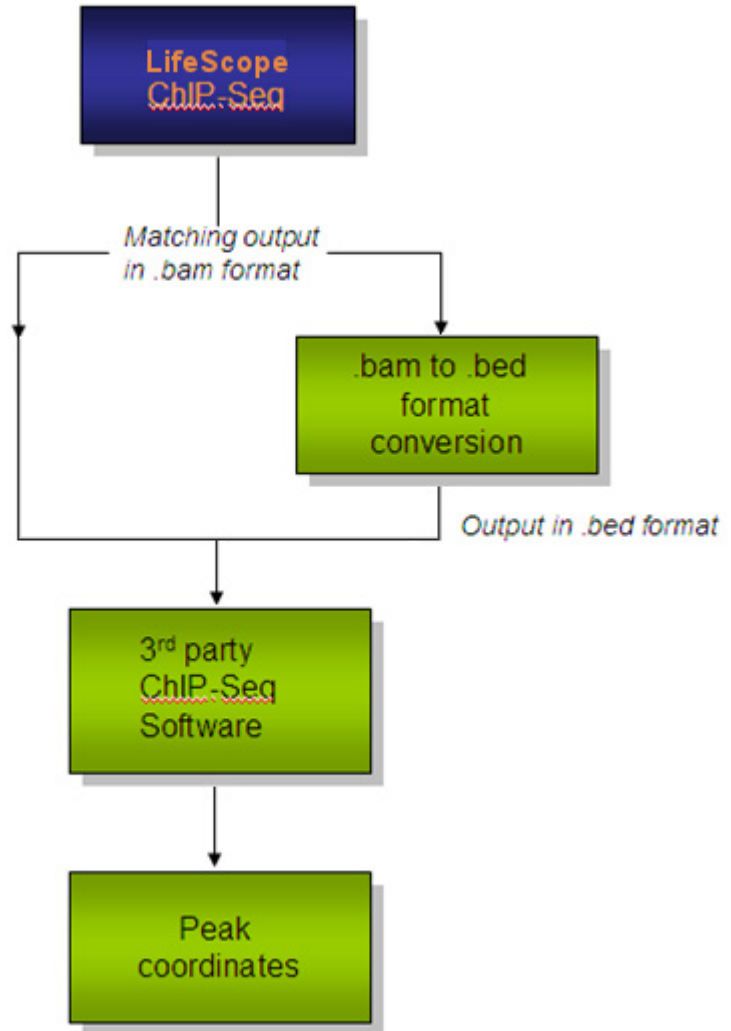 LifeScope
ChIP-Seq
Matching output
in .bam format
.bam to .bed
format
conversion
Output in .bed format
3rd party
ChIP-Seq
Software
Peak
coordinates